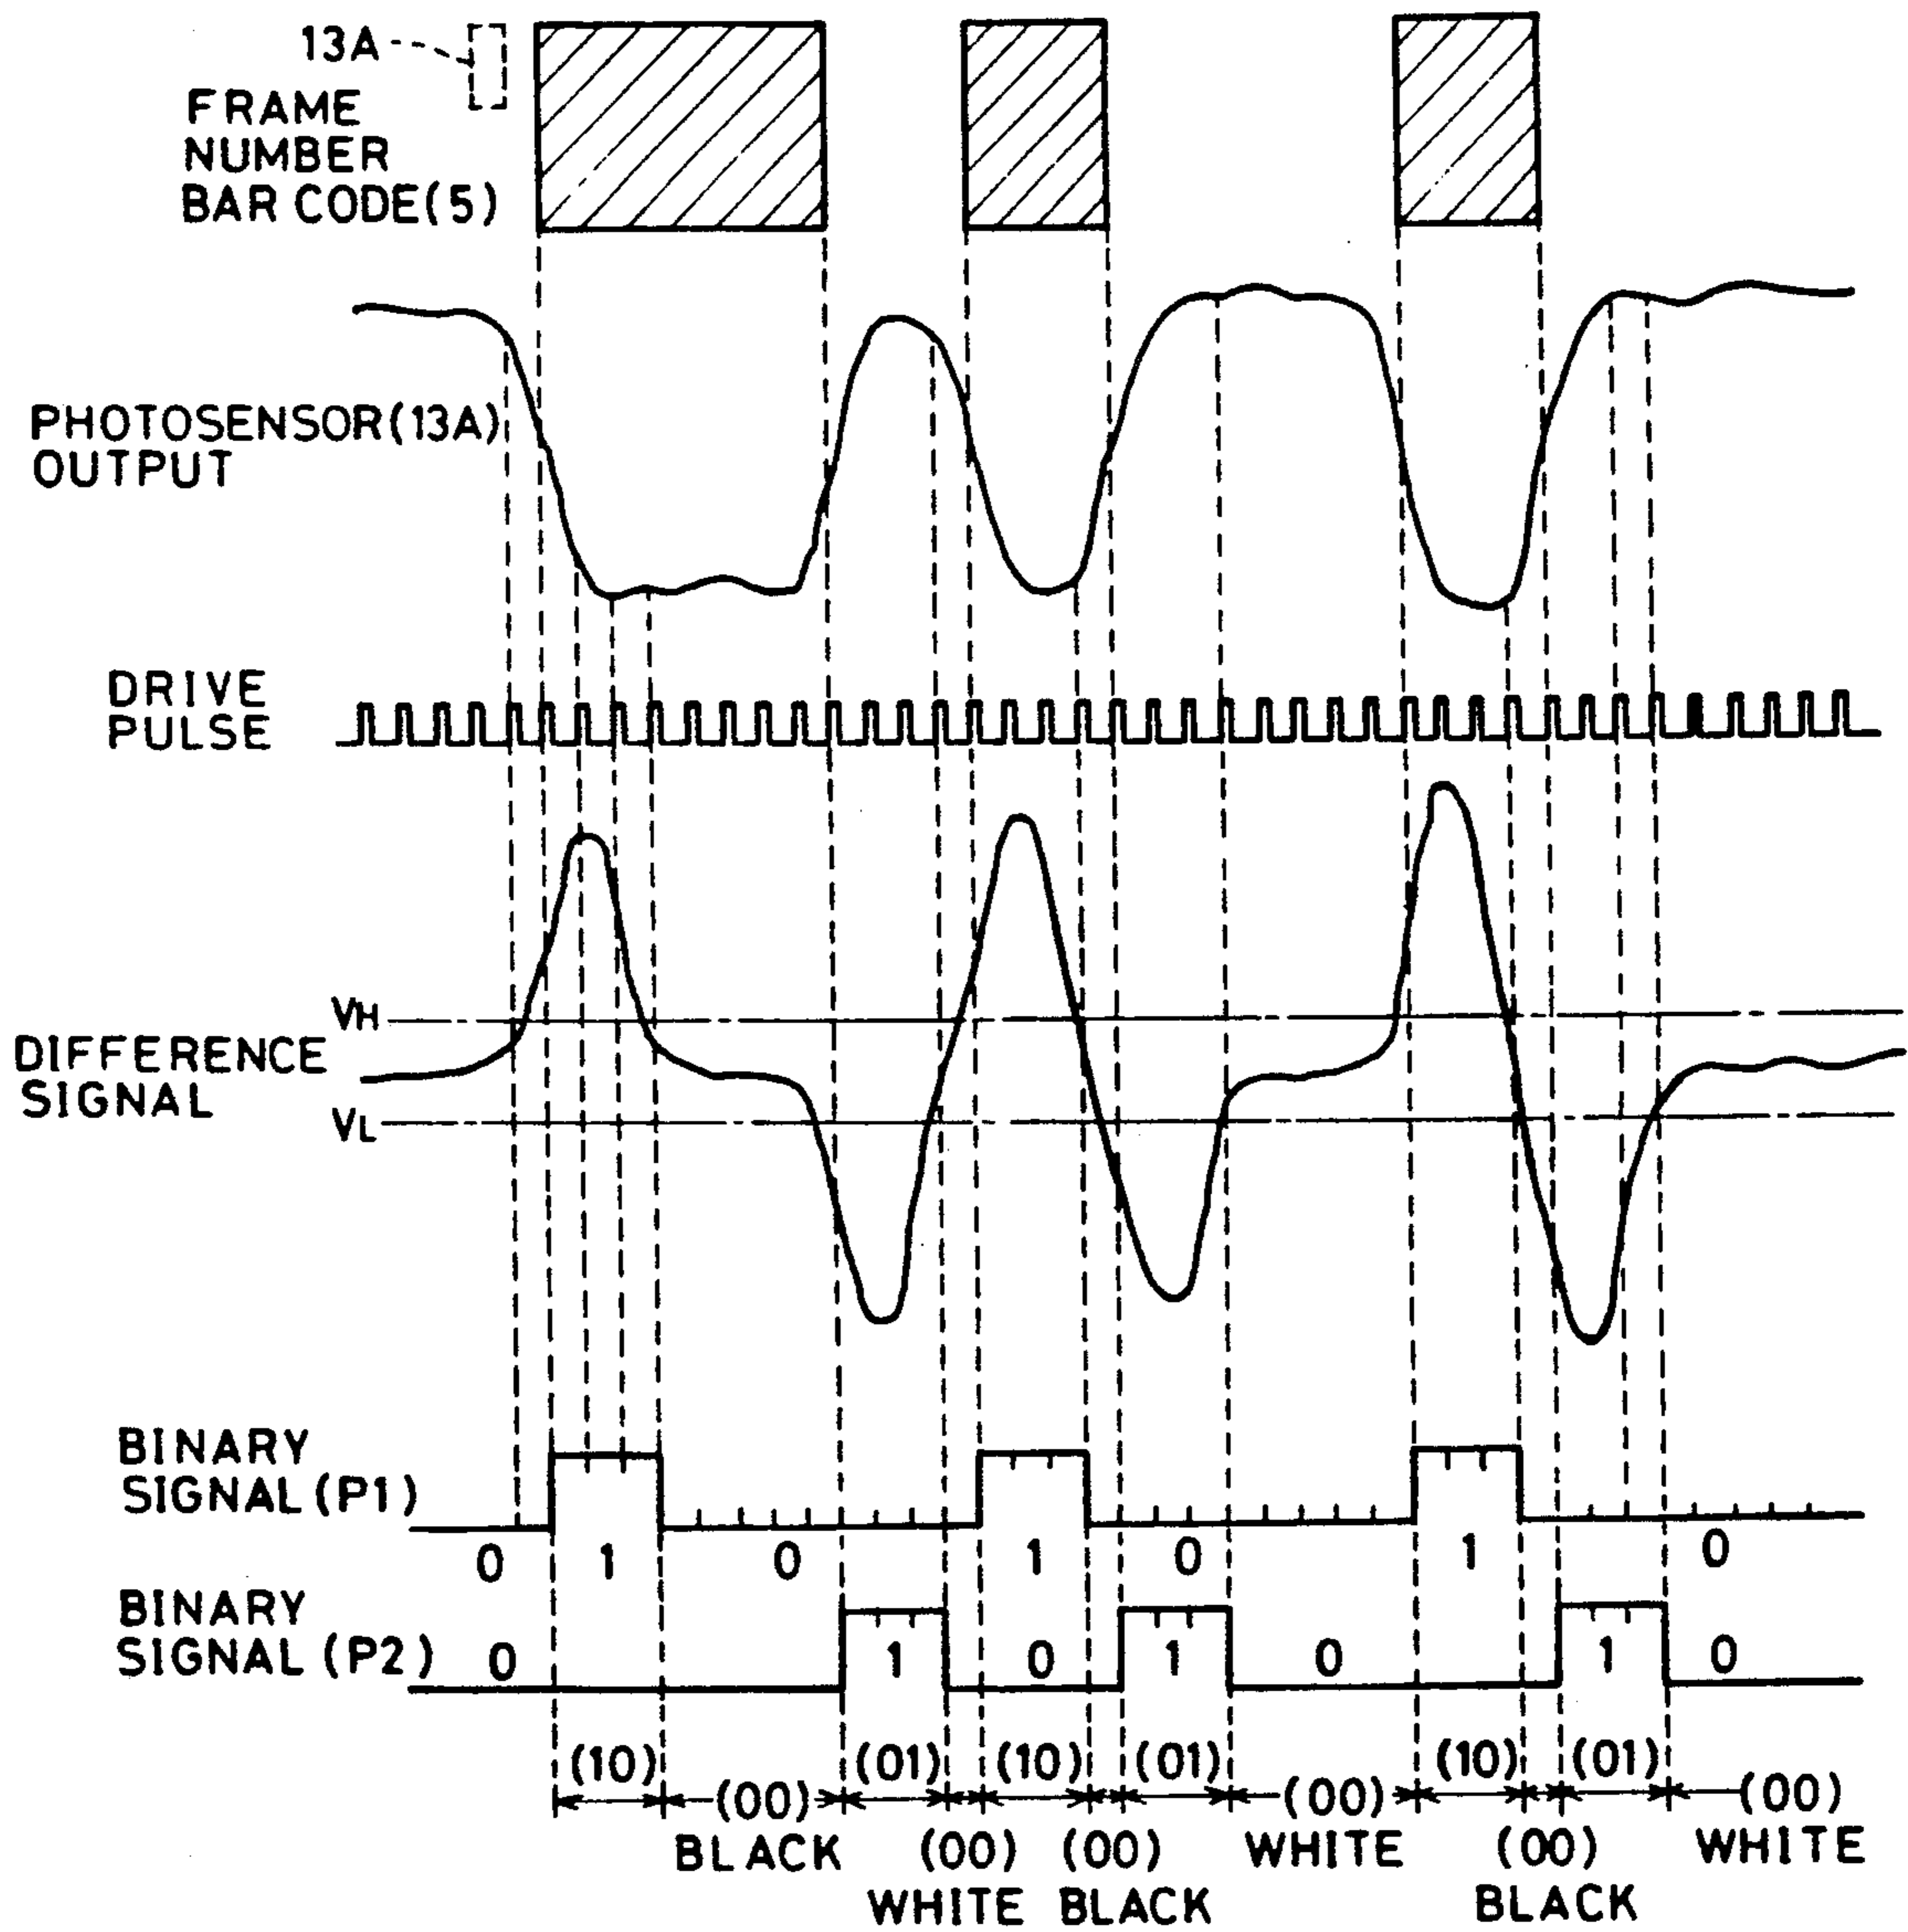 13A
FRAME
NUMBER
BAR CODE(5)
PHOTOSENSOR(13A)
OUTPUT
DRIVE
PULSE
VH
DIFFERENCE
SIGNAL
VL
BINARY
SIGNAL(P1)
0 1 0 1 0 1 0
BINARY
SIGNAL(P2)
0 1 0 1 0 1 0
(10) (01) (10) (01) (10) (01)
(00) (00) (00)
BLACK (00) (00) WHITE (00) WHITE
WHITE BLACK BLACK